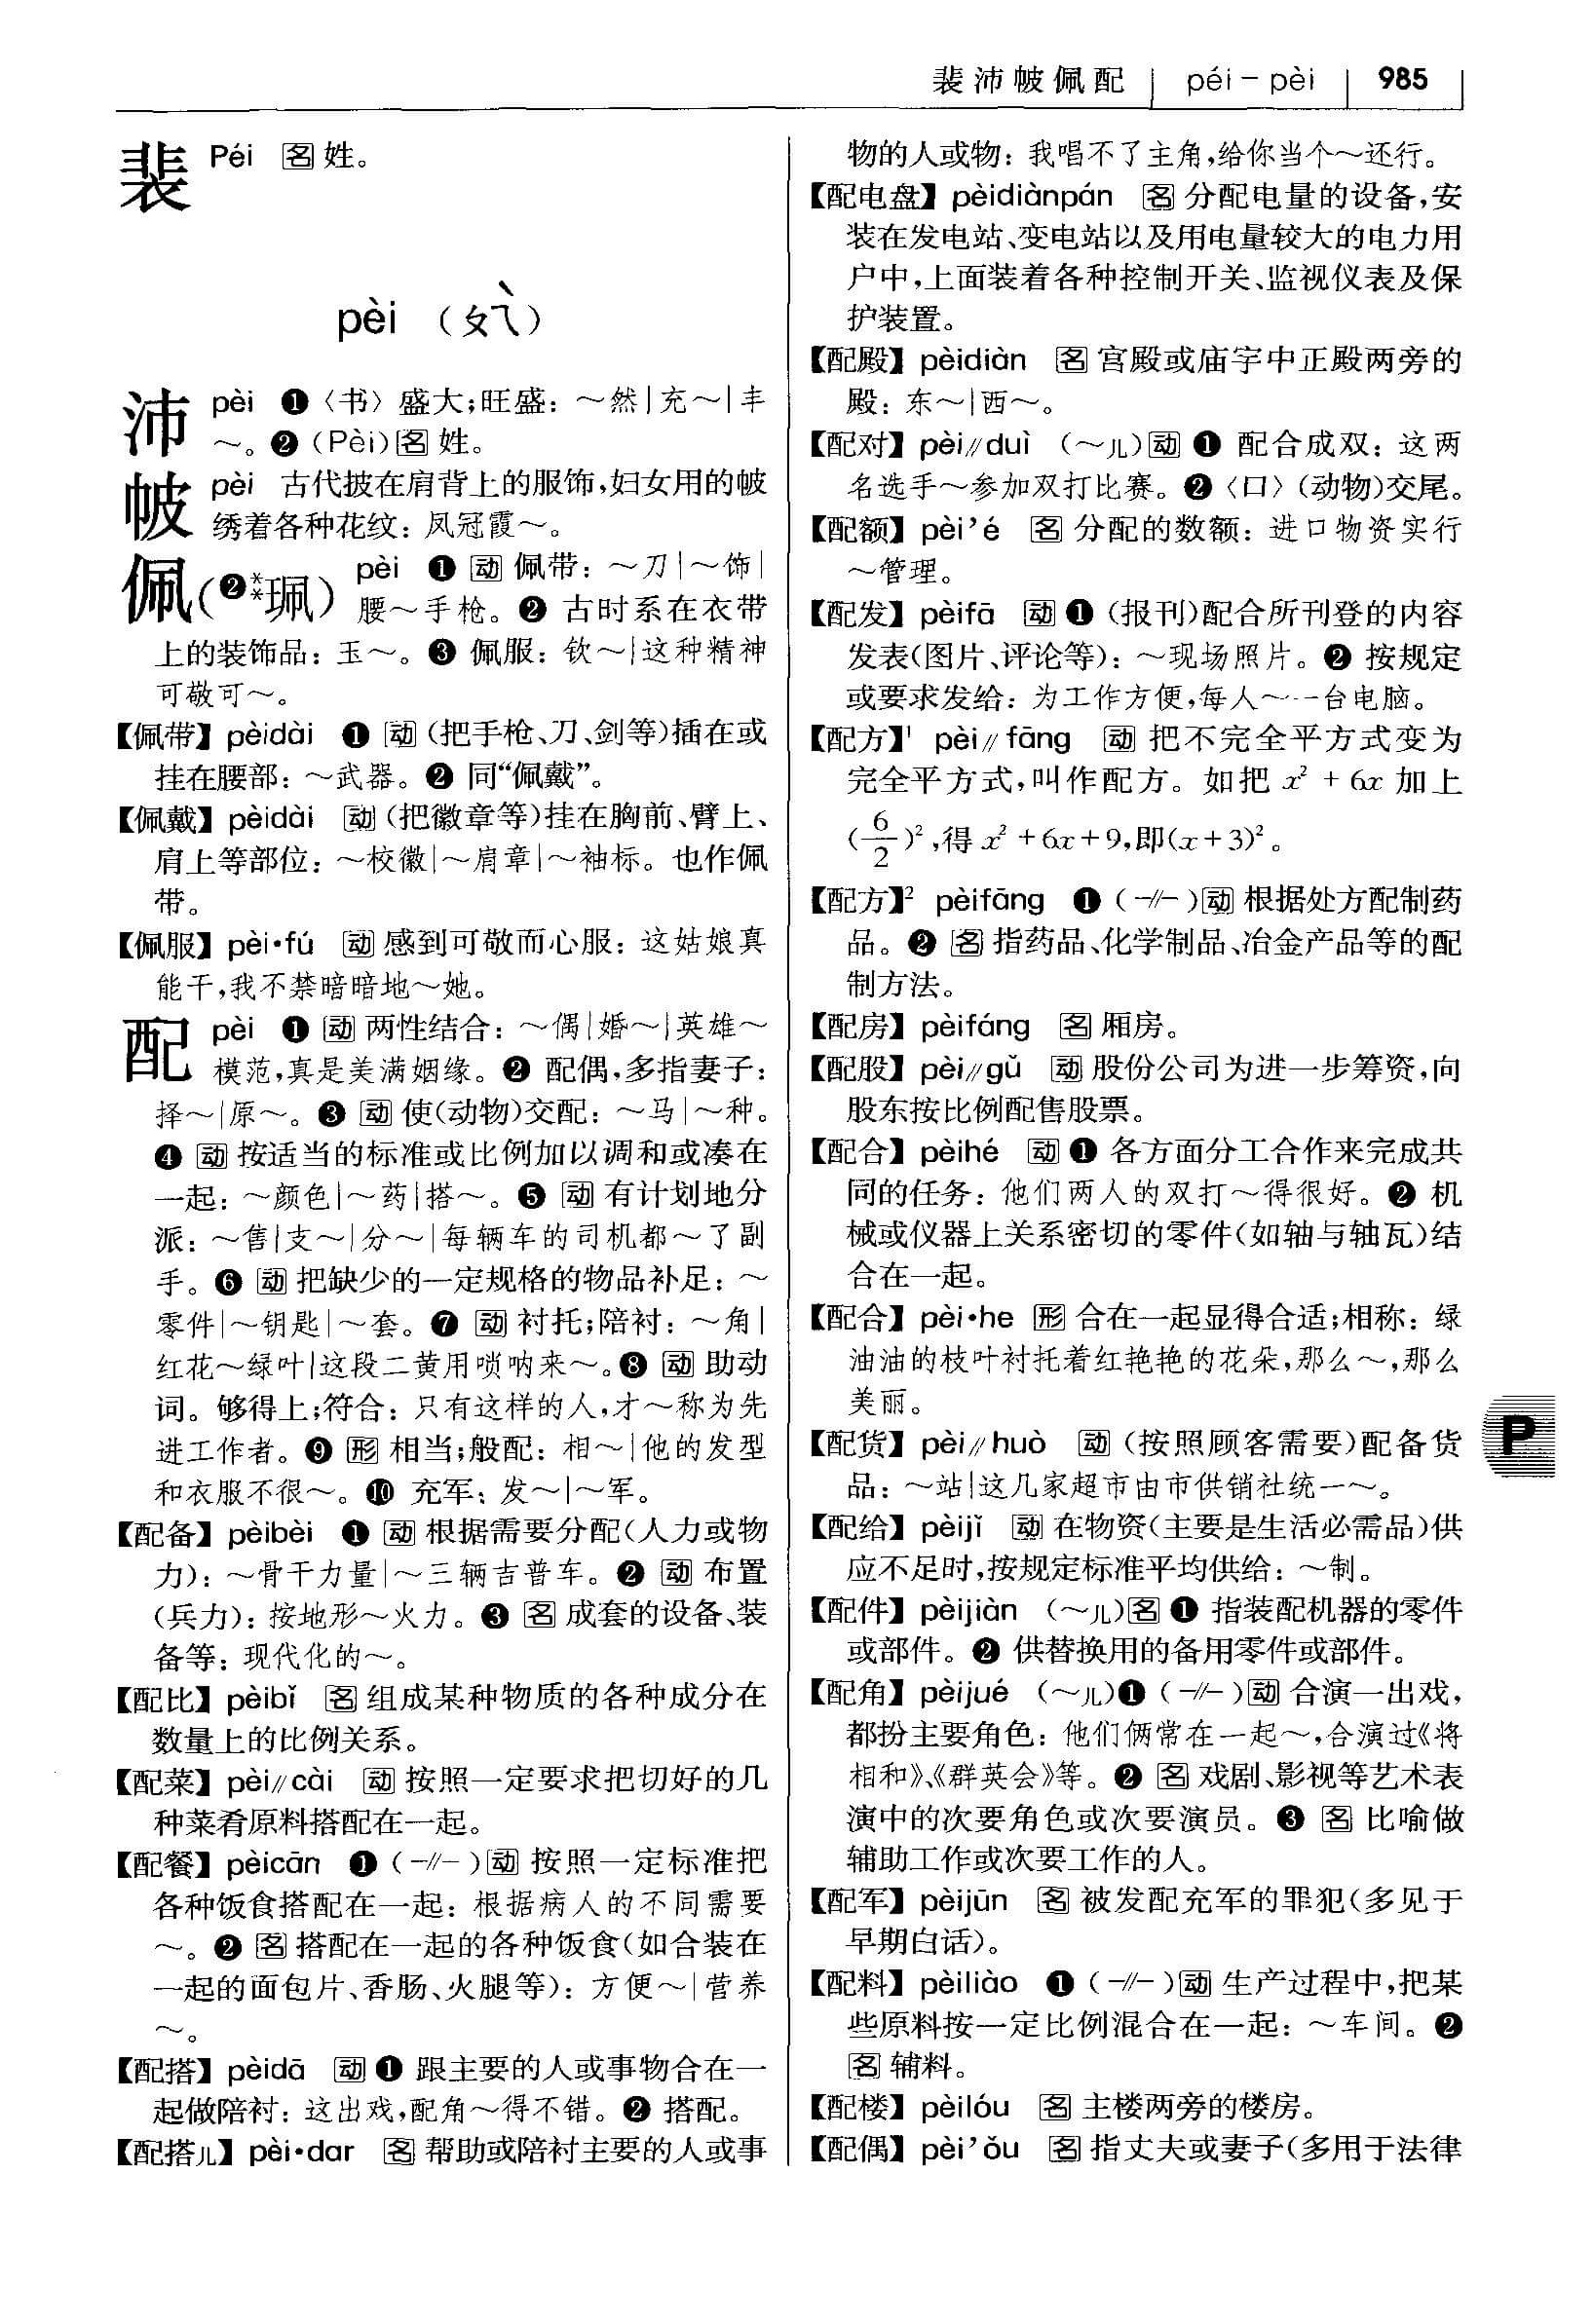 裴沛帔佩配 | péi－pèi | 985
裴 Péi 名 姓。
pèi （ㄆㄟˋ）
沛 pèi ❶〈书〉盛大；旺盛：～然|充～|丰
～。❷（Pèi）名 姓。
帔 pèi 古代披在肩背上的服饰，妇女用的帔
绣着各种花纹：凤冠霞～。
佩（❷**珮） pèi ❶ 动 佩带：～刀|～饰|
腰～手枪。❷ 古时系在衣带
上的装饰品：玉～。❸ 佩服：钦～|这种精神
可敬可～。
【佩带】pèidài ❶ 动（把手枪、刀、剑等）插在或
挂在腰部：～武器。❷ 同“佩戴”。
【佩戴】pèidài 动（把徽章等）挂在胸前、臂上、
肩上等部位：～校徽|～肩章|～袖标。也作佩
带。
【佩服】pèi·fú 动 感到可敬而心服：这姑娘真
能干，我不禁暗暗地～她。
配 pèi ❶ 动 两性结合：～偶|婚～|英雄～
模范，真是美满姻缘。❷ 配偶，多指妻子：
择～|原～。❸ 动 使（动物）交配：～马|～种。
❹ 动 按适当的标准或比例加以调和或凑在
一起：～颜色|～药|搭～。❺ 动 有计划地分
派：～售|支～|分～|每辆车的司机都～了副
手。❻ 动 把缺少的一定规格的物品补足：～
零件|～钥匙|～套。❼ 动 衬托；陪衬：～角|
红花～绿叶|这段二黄用唢呐来～。❽ 动 助动
词。够得上；符合：只有这样的人，才～称为先
进工作者。❾ 形 相当；般配：相～|他的发型
和衣服不很～。❿ 充军：发～|～军。
【配备】pèibèi ❶ 动 根据需要分配（人力或物
力）：～骨干力量|～三辆吉普车。❷ 动 布置
（兵力）：按地形～火力。❸ 名 成套的设备、装
备等：现代化的～。
【配比】pèibǐ 名 组成某种物质的各种成分在
数量上的比例关系。
【配菜】pèi//cài 动 按照一定要求把切好的几
种菜肴原料搭配在一起。
【配餐】pèicān ❶（-//-）动 按照一定标准把
各种饭食搭配在一起：根据病人的不同需要
～。❷ 名 搭配在一起的各种饭食（如合装在
一起的面包片、香肠、火腿等）：方便～|营养
～。
【配搭】pèidā 动 ❶ 跟主要的人或事物合在一
起做陪衬：这出戏，配角～得不错。❷ 搭配。
【配搭儿】pèi·dar 名 帮助或陪衬主要的人或事
物的人或物：我唱不了主角，给你当个～还行。
【配电盘】pèidiànpán 名 分配电量的设备，安
装在发电站、变电站以及用电量较大的电力用
户中，上面装着各种控制开关、监视仪表及保
护装置。
【配殿】pèidiàn 名 宫殿或庙宇中正殿两旁的
殿：东～|西～。
【配对】pèi//duì （～儿）动 ❶ 配合成双：这两
名选手～参加双打比赛。❷〈口〉（动物）交尾。
【配额】pèi'é 名 分配的数额：进口物资实行
～管理。
【配发】pèifā 动 ❶（报刊）配合所刊登的内容
发表（图片、评论等）：～现场照片。❷ 按规定
或要求发给：为工作方便，每人～一台电脑。
【配方】¹ pèi//fāng 动 把不完全平方式变为
完全平方式，叫作配方。如把 x² + 6x 加上
(6/2)²，得 x² + 6x + 9，即(x + 3)²。
【配方】² pèifāng ❶（-//-）动 根据处方配制药
品。❷ 名 指药品、化学制品、冶金产品等的配
制方法。
【配房】pèifáng 名 厢房。
【配股】pèi//gǔ 动 股份公司为进一步筹资，向
股东按比例配售股票。
【配合】pèihé 动 ❶ 各方面分工合作来完成共
同的任务：他们两人的双打～得很好。❷ 机
械或仪器上关系密切的零件（如轴与轴瓦）结
合在一起。
【配合】pèi·he 形 合在一起显得合适；相称：绿
油油的枝叶衬托着红艳艳的花朵，那么～，那么
美丽。
【配货】pèi//huò 动（按照顾客需要）配备货
品：～站|这几家超市由市供销社统一～。
【配给】pèijǐ 动 在物资（主要是生活必需品）供
应不足时，按规定标准平均供给：～制。
【配件】pèijiàn （～儿）名 ❶ 指装配机器的零件
或部件。❷ 供替换用的备用零件或部件。
【配角】pèijué （～儿）❶（-//-）动 合演一出戏，
都扮主要角色：他们俩常在一起～，合演过《将
相和》、《群英会》等。❷ 名 戏剧、影视等艺术表
演中的次要角色或次要演员。❸ 名 比喻做
辅助工作或次要工作的人。
【配军】pèijūn 名 被发配充军的罪犯（多见于
早期白话）。
【配料】pèiliào ❶（-//-）动 生产过程中，把某
些原料按一定比例混合在一起：～车间。❷
名 辅料。
【配楼】pèilóu 名 主楼两旁的楼房。
【配偶】pèi'ǒu 名 指丈夫或妻子（多用于法律
P